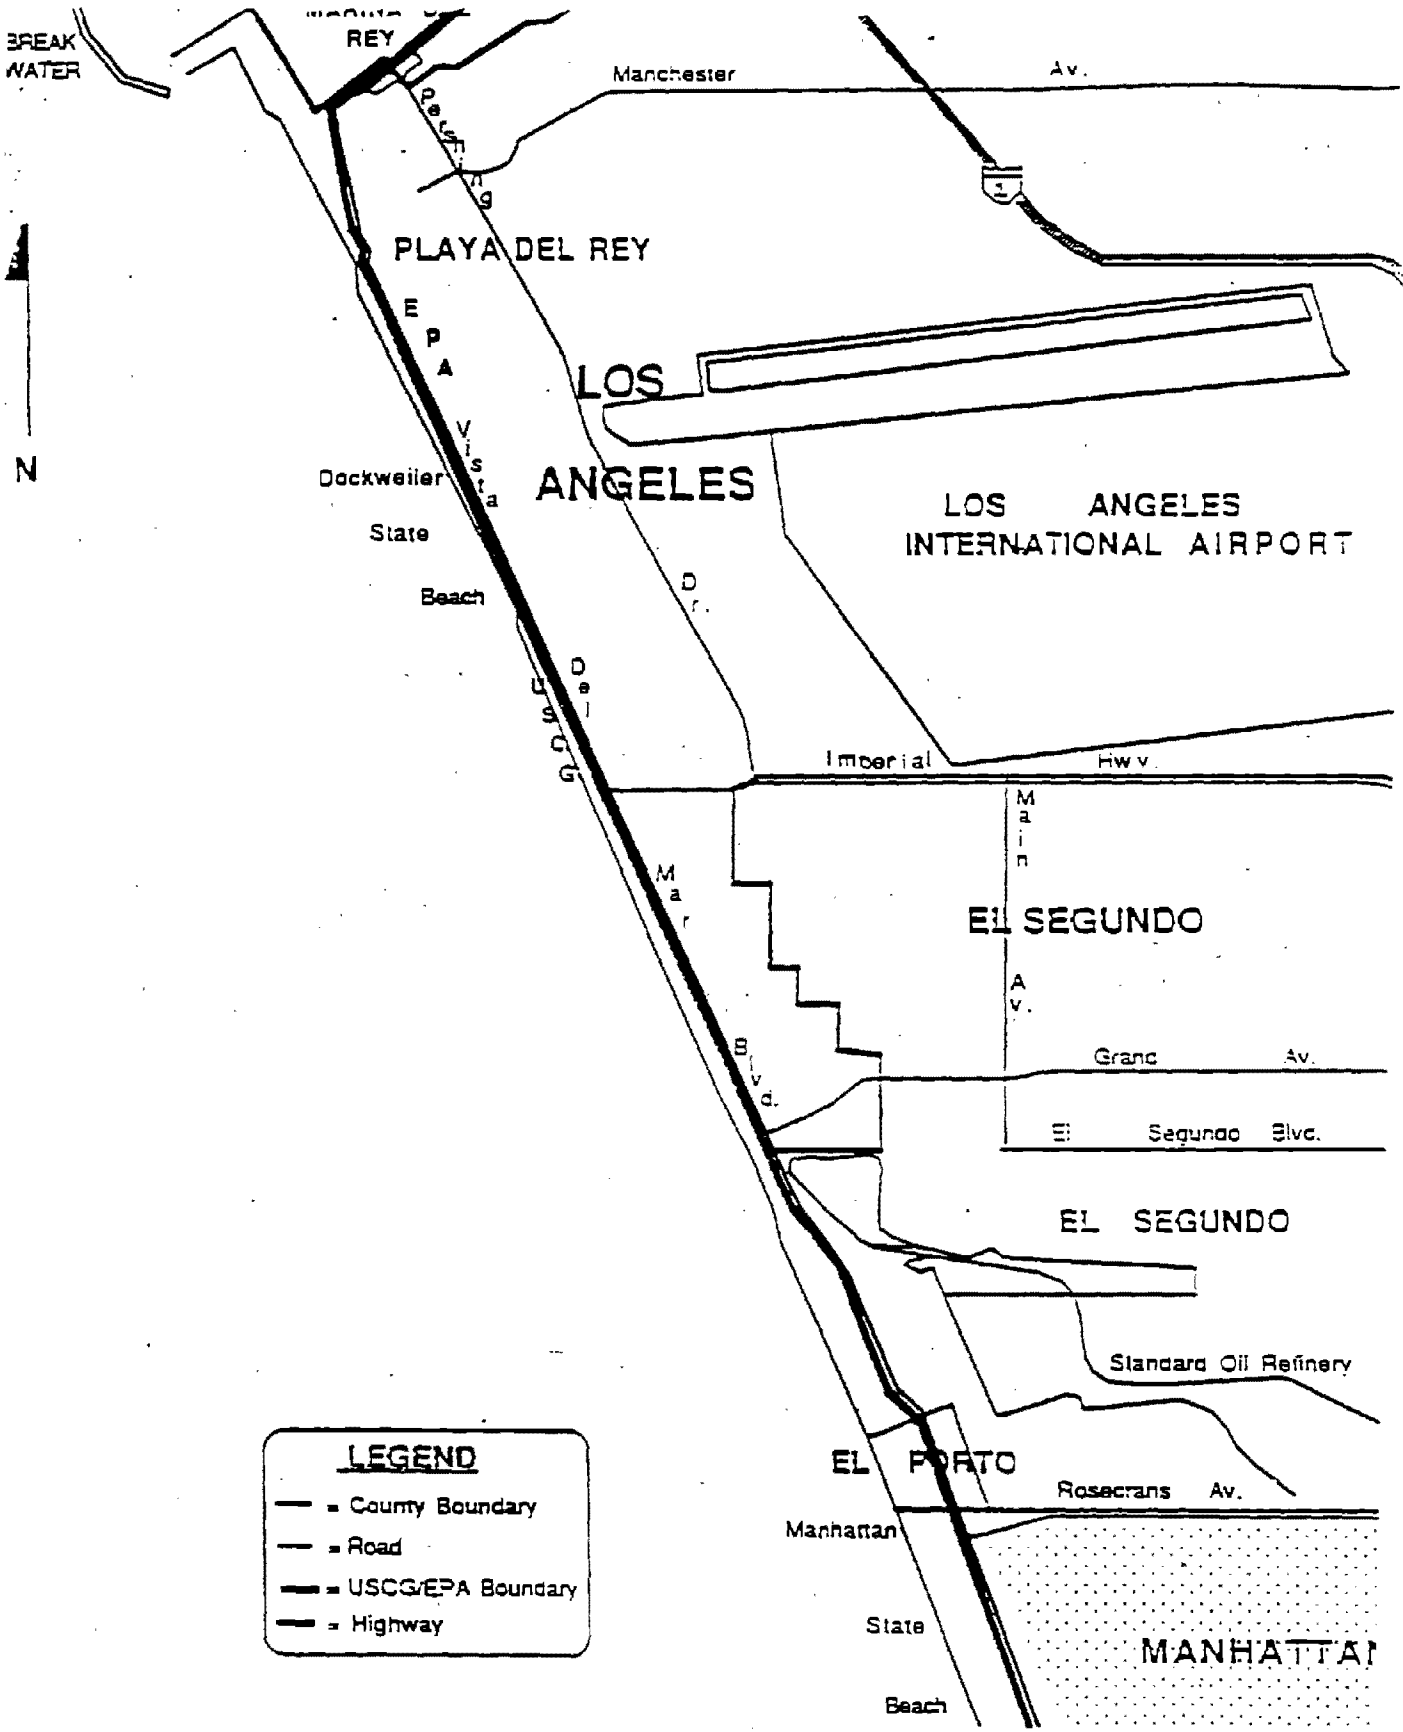 BREAK
WATER
REY
Manchester Av.
Pershing
1
PLAYA DEL REY
EPA
LOS
ANGELES
Vista
Dockweiler
State
Beach
N
LOS ANGELES
INTERNATIONAL AIRPORT
Dr.
Del
USCG
Imperial Hwy.
Main
Mar
EL SEGUNDO
Av.
Blvd.
Grand Av.
El Segundo Blvd.
EL SEGUNDO
Standard Oil Refinery
EL PORTO
Rosecrans Av.
Manhattan
State
Beach
MANHATTAN
LEGEND
= County Boundary
= Road
= USCG/EPA Boundary
= Highway